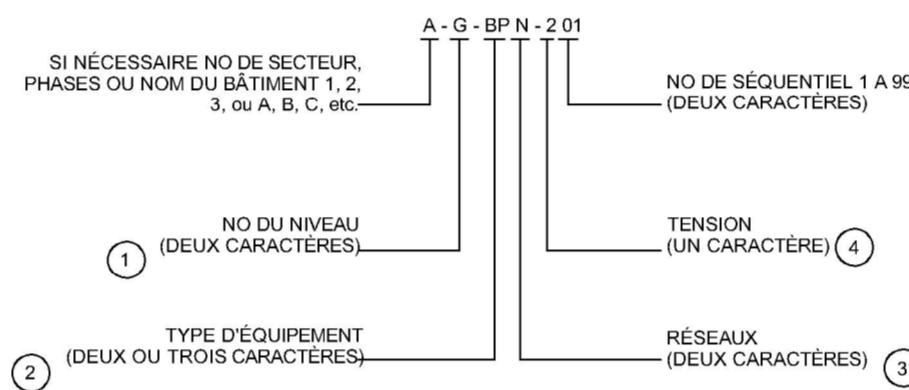 A - G - BP N - 2 01
SI NÉCESSAIRE NO DE SECTEUR,
PHASES OU NOM DU BÂTIMENT 1, 2,
3, ou A, B, C, etc.
NO DE SÉQUENTIEL 1 A 99
(DEUX CARACTÈRES)
NO DU NIVEAU
(DEUX CARACTÈRES)
1
TENSION
(UN CARACTÈRE)
4
TYPE D'ÉQUIPEMENT
(DEUX OU TROIS CARACTÈRES)
2
RÉSEAUX
(DEUX CARACTÈRES)
3